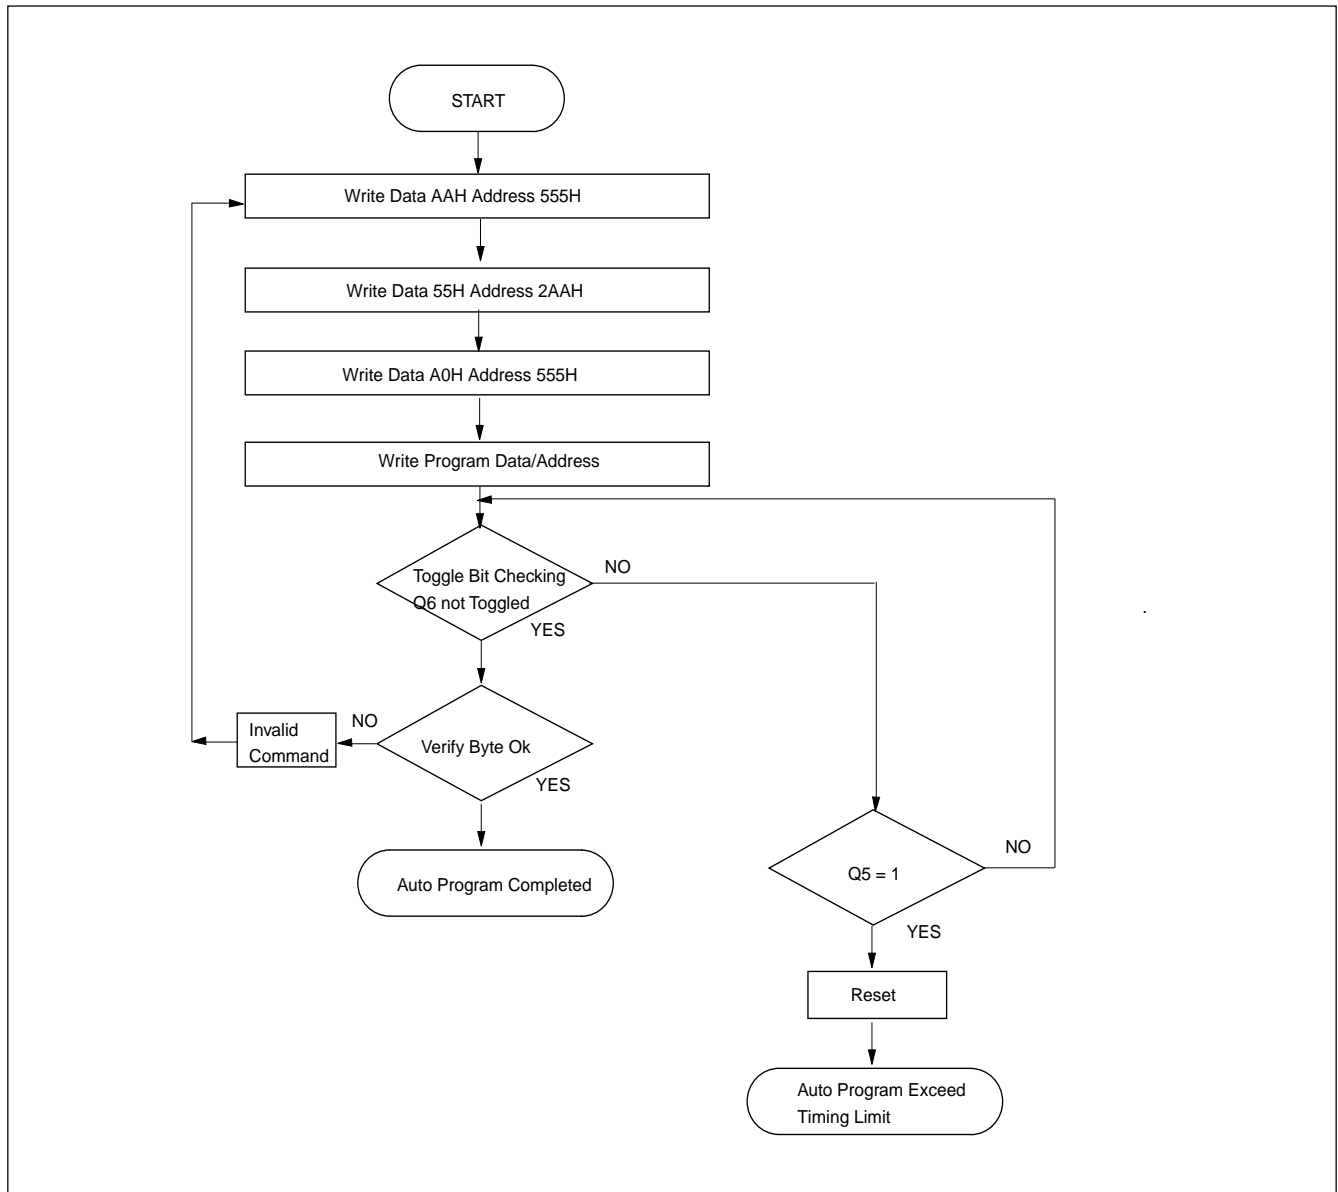 START
Write Data AAH Address 555H
Write Data 55H Address 2AAH
Write Data A0H Address 555H
Write Program Data/Address
Toggle Bit Checking
Q6 not Toggled
NO
YES
Invalid
Command
NO
Verify Byte Ok
YES
Auto Program Completed
Q5 = 1
NO
YES
Reset
Auto Program Exceed
Timing Limit
.